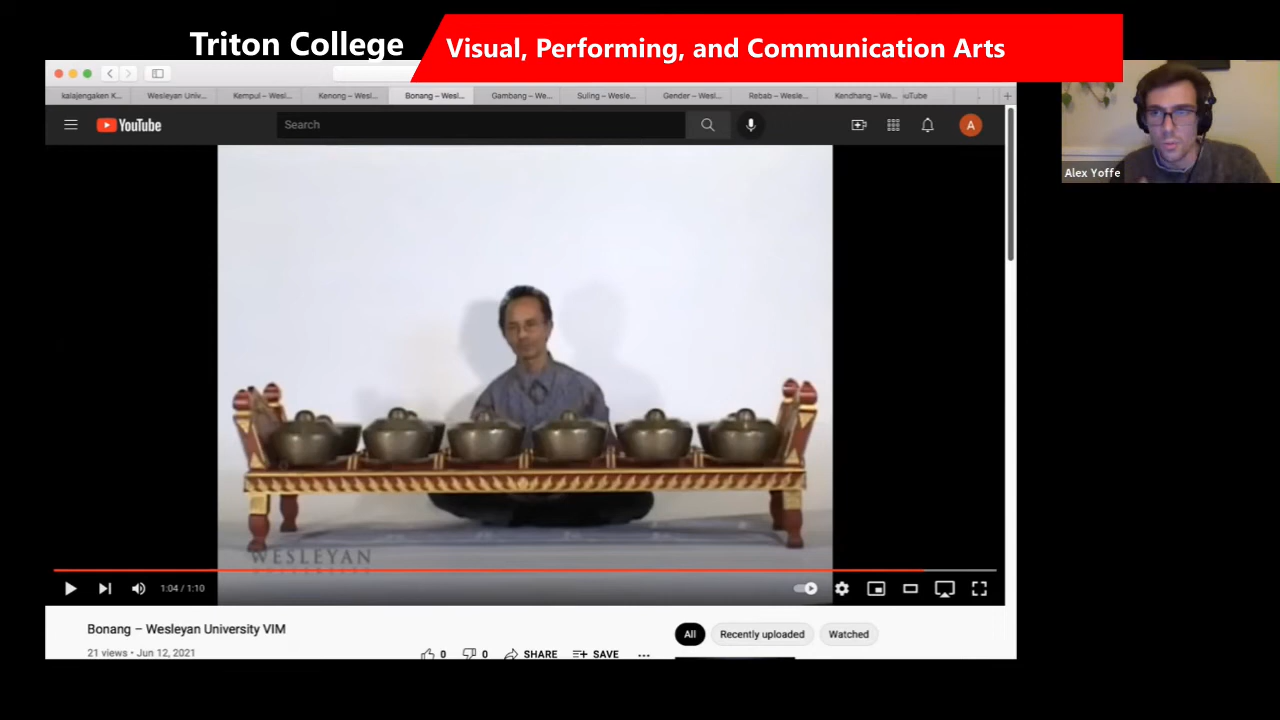 Triton College
Visual, Performing, and Communication Arts
kalajengaken K...
Wesleyan Univ...
Kempul – Wesl...
Kenong – Wesl...
Bonang – Wesl...
Gambang – We...
Suling – Wesle...
Gender – Wesl...
Rebab – Wesle...
Kendhang – We...
uTube
YouTube
Search
A
Alex Yoffe
WESLEYAN
1:04 / 1:10
Bonang – Wesleyan University VIM
All
Recently uploaded
Watched
21 views • Jun 12, 2021
0
0
SHARE
SAVE
...